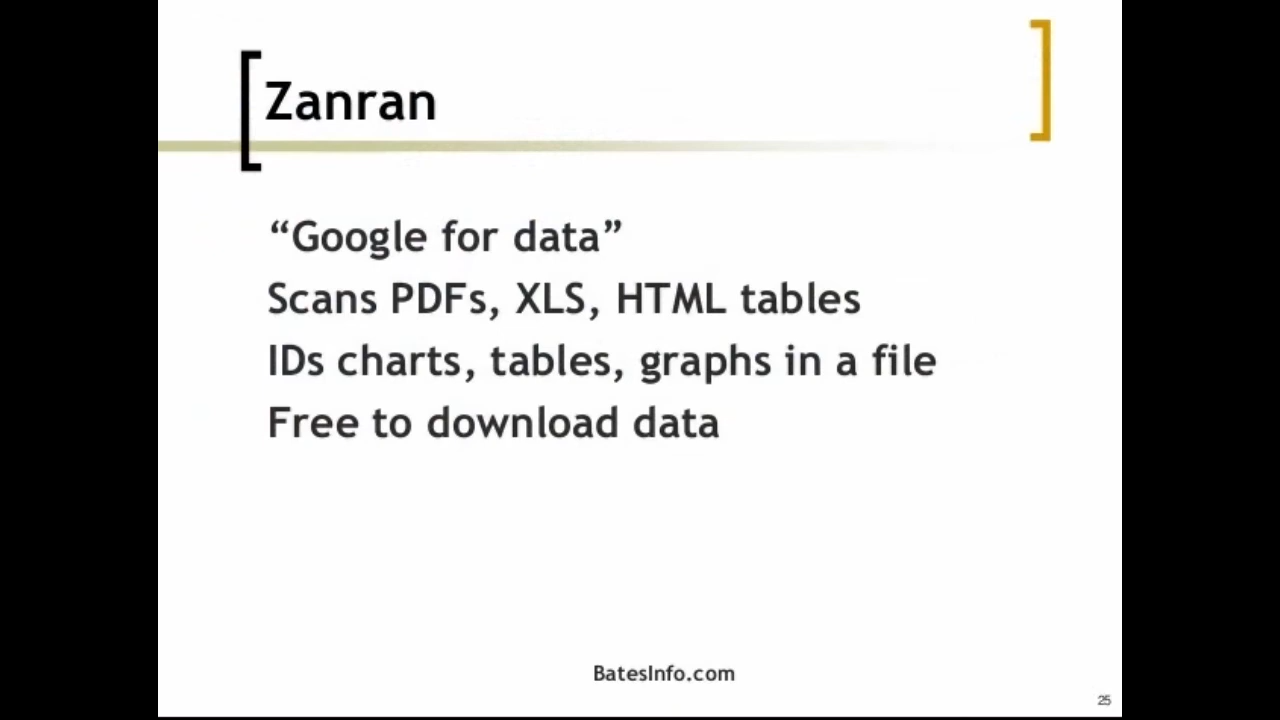 Zanran
“Google for data”
Scans PDFs, XLS, HTML tables
IDs charts, tables, graphs in a file
Free to download data
BatesInfo.com
25